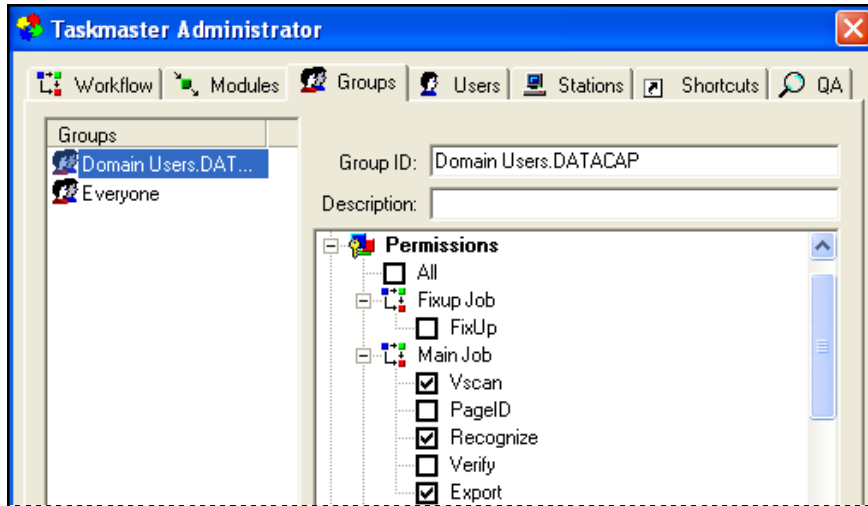 Taskmaster Administrator
Workflow Modules Groups Users Stations Shortcuts QA
Groups
Domain Users.DAT...
Everyone
Group ID: Domain Users.DATACAP
Description:
Permissions
All
Fixup Job
FixUp
Main Job
Vscan
PageID
Recognize
Verify
Export